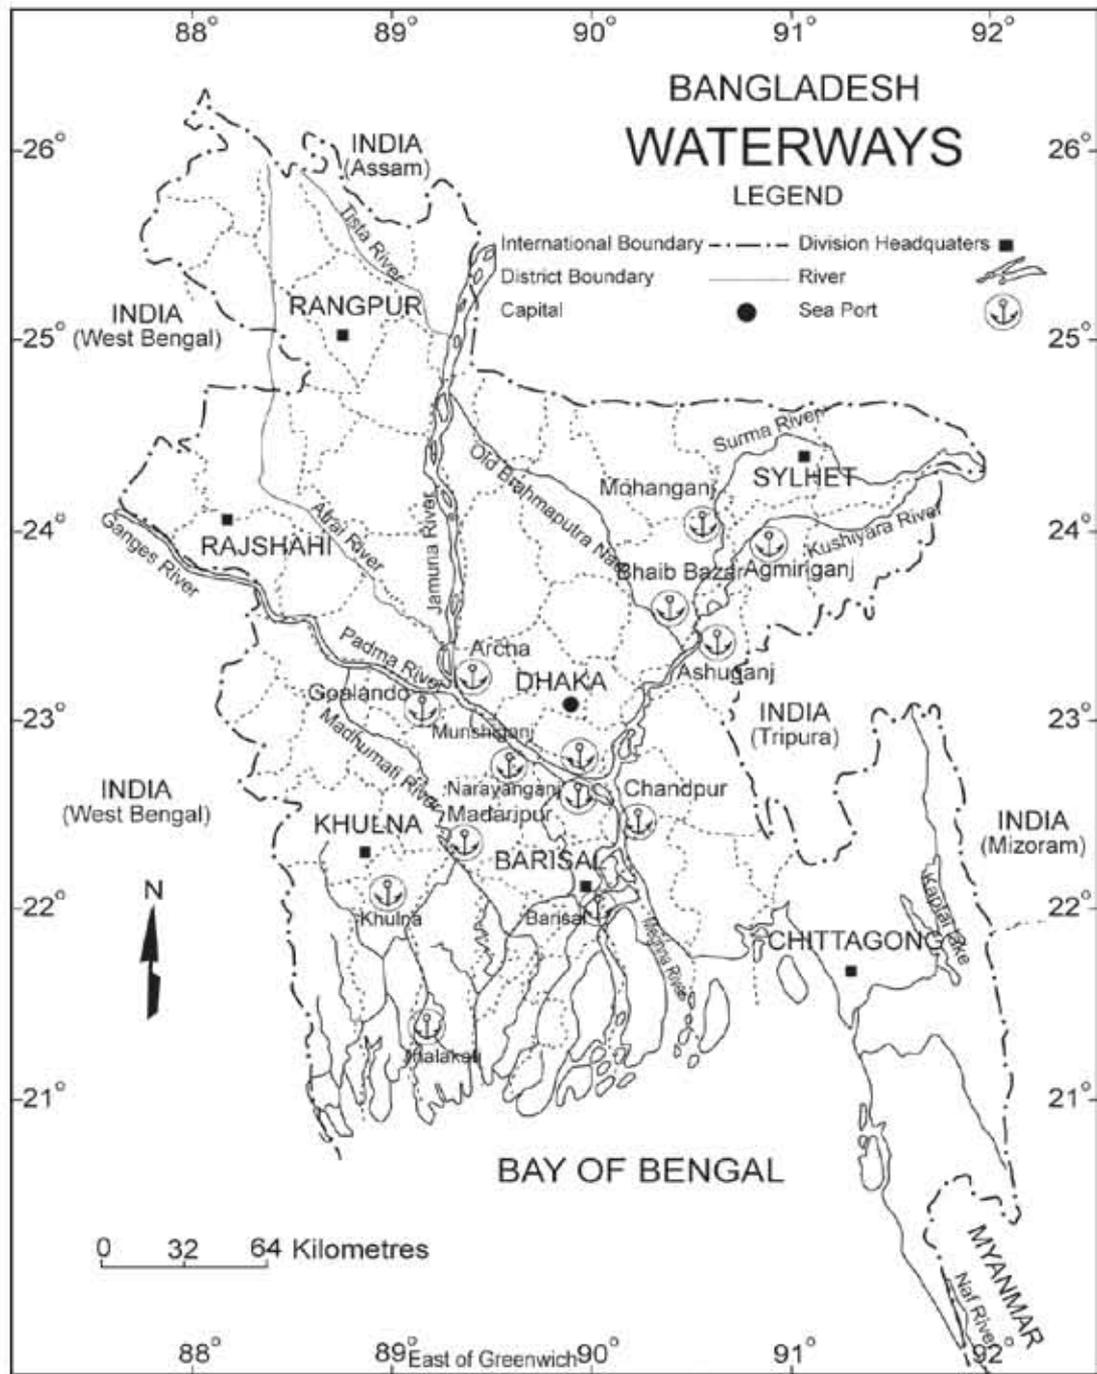 88° 89° 90° 91° 92°
BANGLADESH
WATERWAYS
LEGEND
International Boundary
Division Headquaters
District Boundary
River
Capital
Sea Port
26° 26°
25° 25°
24° 24°
23° 23°
22° 22°
21° 21°
INDIA
(Assam)
Tista River
INDIA
(West Bengal)
RANGPUR
Surma River
Old Brahmaputra Nad
Mohanganj
SYLHET
Ganges River
RAJSHAHI
Atrai River
Jamuna River
Kushiyara River
Bhaib Bazar
Agmiriganj
Padma River
Archa
DHAKA
Ashuganj
Goalando
Munshiganj
INDIA
(Tripura)
Madhumati River
INDIA
(West Bengal)
Narayanganj
Chandpur
Madaripur
KHULNA
BARISAL
INDIA
(Mizoram)
N
Khulna
Barisal
Meghna River
Kaptai lake
CHITTAGONG
Jhalakati
BAY OF BENGAL
0 32 64 Kilometres
MYANMAR
Naf River
88° 89° 90° 91° 92°
East of Greenwich